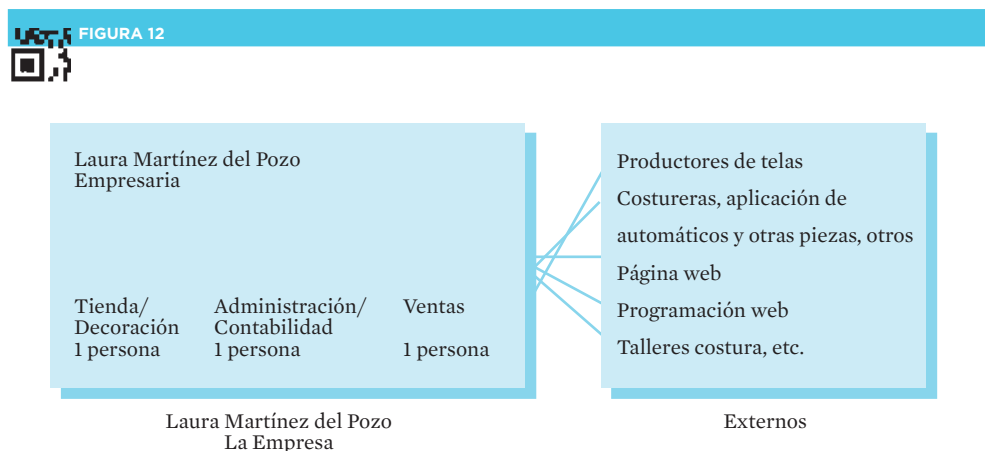 FIGURA 12
Laura Martínez del Pozo
Empresaria
Tienda/
Decoración
1 persona
Administración/
Contabilidad
1 persona
Ventas
1 persona
Laura Martínez del Pozo
La Empresa
Productores de telas
Costureras, aplicación de
automáticos y otras piezas, otros
Página web
Programación web
Talleres costura, etc.
Externos